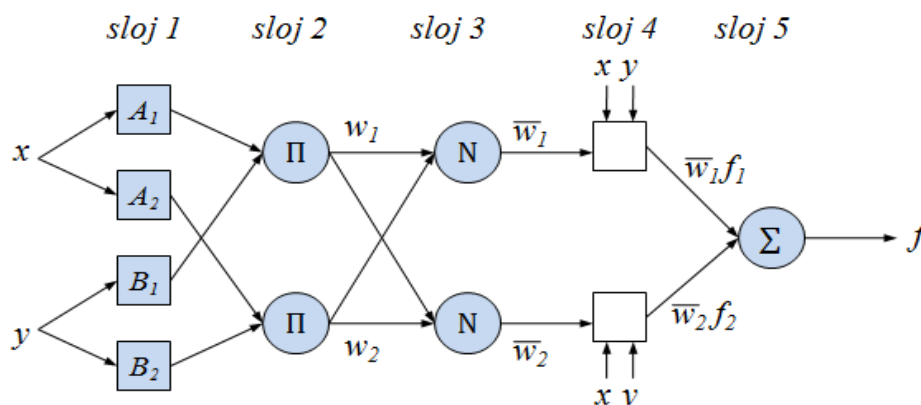 sloj 1 sloj 2 sloj 3 sloj 4 sloj 5
x y
A₁ w₁ w̅₁
x Π N w̅₁f₁
A₂
Σ f
B₁
y Π N w̅₂f₂
B₂ w₂ w̅₂
x y